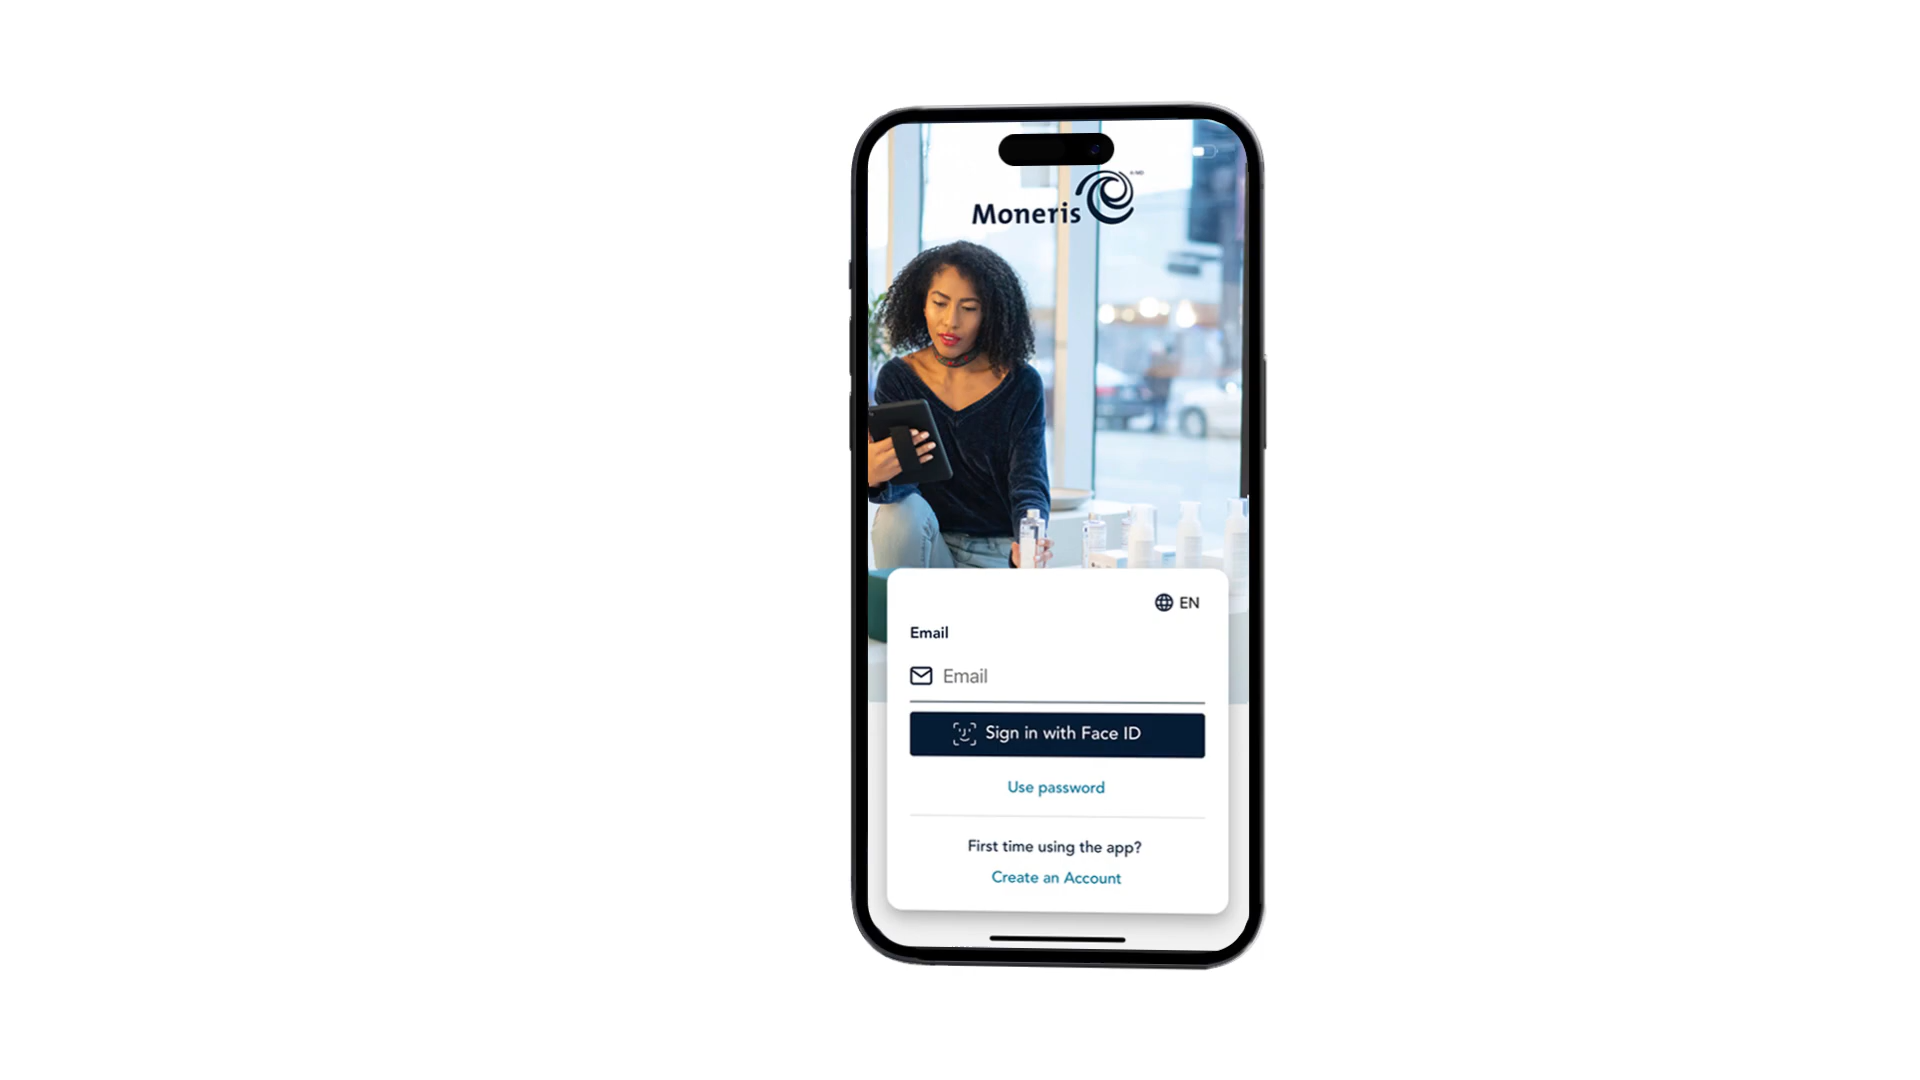 Moneris
EN
Email
Email
Sign in with Face ID
Use password
First time using the app?
Create an Account